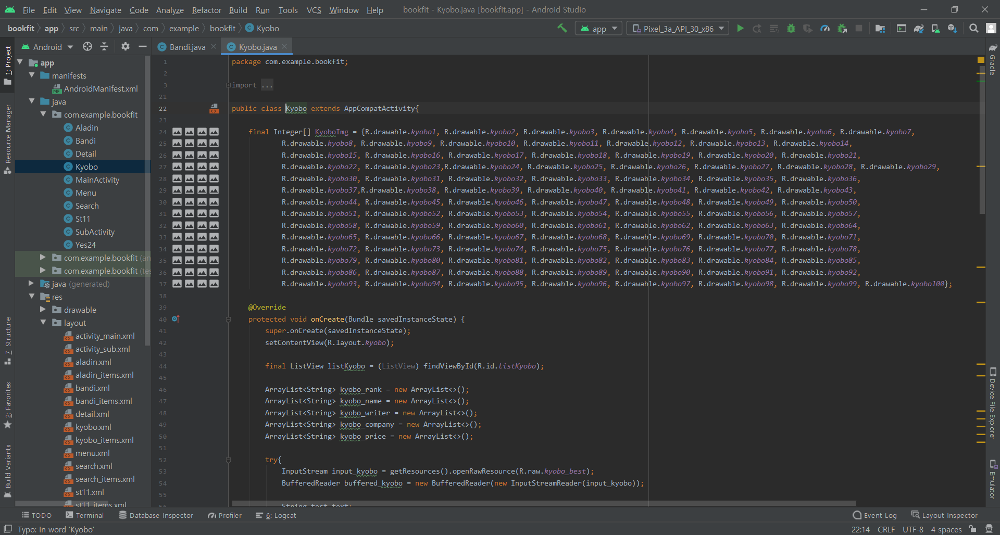 File Edit View Navigate Code Analyze Refactor Build Run Tools VCS Window Help bookfit - Kyobo.java [bookfit.app] - Android Studio
bookfit app src main java com example bookfit Kyobo app Pixel_3a_API_30_x86
Android
Bandi.java Kyobo.java
1: Project
Resource Manager
7: Structure
2: Favorites
Build Variants
app
manifests
AndroidManifest.xml
java
com.example.bookfit
Aladin
Bandi
Detail
Kyobo
MainActivity
Menu
Search
St11
SubActivity
Yes24
com.example.bookfit (an
com.example.bookfit (tes
java (generated)
res
drawable
layout
activity_main.xml
activity_sub.xml
aladin.xml
aladin_items.xml
bandi.xml
bandi_items.xml
detail.xml
kyobo.xml
kyobo_items.xml
menu.xml
search.xml
search_items.xml
st11.xml
st11_items.xml
1 package com.example.bookfit;
2
3 import ...
21
22 public class Kyobo extends AppCompatActivity{
23
24 final Integer[] KyoboImg = {R.drawable.kyobo1, R.drawable.kyobo2, R.drawable.kyobo3, R.drawable.kyobo4, R.drawable.kyobo5, R.drawable.kyobo6, R.drawable.kyobo7,
25 R.drawable.kyobo8, R.drawable.kyobo9, R.drawable.kyobo10, R.drawable.kyobo11, R.drawable.kyobo12, R.drawable.kyobo13, R.drawable.kyobo14,
26 R.drawable.kyobo15, R.drawable.kyobo16, R.drawable.kyobo17, R.drawable.kyobo18, R.drawable.kyobo19, R.drawable.kyobo20, R.drawable.kyobo21,
27 R.drawable.kyobo22, R.drawable.kyobo23,R.drawable.kyobo24, R.drawable.kyobo25, R.drawable.kyobo26, R.drawable.kyobo27, R.drawable.kyobo28, R.drawable.kyobo29,
28 R.drawable.kyobo30, R.drawable.kyobo31, R.drawable.kyobo32, R.drawable.kyobo33, R.drawable.kyobo34, R.drawable.kyobo35, R.drawable.kyobo36,
29 R.drawable.kyobo37,R.drawable.kyobo38, R.drawable.kyobo39, R.drawable.kyobo40, R.drawable.kyobo41, R.drawable.kyobo42, R.drawable.kyobo43,
30 R.drawable.kyobo44, R.drawable.kyobo45, R.drawable.kyobo46, R.drawable.kyobo47, R.drawable.kyobo48, R.drawable.kyobo49, R.drawable.kyobo50,
31 R.drawable.kyobo51, R.drawable.kyobo52, R.drawable.kyobo53, R.drawable.kyobo54, R.drawable.kyobo55, R.drawable.kyobo56, R.drawable.kyobo57,
32 R.drawable.kyobo58, R.drawable.kyobo59, R.drawable.kyobo60, R.drawable.kyobo61, R.drawable.kyobo62, R.drawable.kyobo63, R.drawable.kyobo64,
33 R.drawable.kyobo65, R.drawable.kyobo66, R.drawable.kyobo67, R.drawable.kyobo68, R.drawable.kyobo69, R.drawable.kyobo70, R.drawable.kyobo71,
34 R.drawable.kyobo72, R.drawable.kyobo73, R.drawable.kyobo74, R.drawable.kyobo75, R.drawable.kyobo76, R.drawable.kyobo77, R.drawable.kyobo78,
35 R.drawable.kyobo79, R.drawable.kyobo80, R.drawable.kyobo81, R.drawable.kyobo82, R.drawable.kyobo83, R.drawable.kyobo84, R.drawable.kyobo85,
36 R.drawable.kyobo86, R.drawable.kyobo87, R.drawable.kyobo88, R.drawable.kyobo89, R.drawable.kyobo90, R.drawable.kyobo91, R.drawable.kyobo92,
37 R.drawable.kyobo93, R.drawable.kyobo94, R.drawable.kyobo95, R.drawable.kyobo96, R.drawable.kyobo97, R.drawable.kyobo98, R.drawable.kyobo99, R.drawable.kyobo100};
38
39 @Override
40 protected void onCreate(Bundle savedInstanceState) {
41 super.onCreate(savedInstanceState);
42 setContentView(R.layout.kyobo);
43
44 final ListView listKyobo = (ListView) findViewById(R.id.listKyobo);
45
46 ArrayList<String> kyobo_rank = new ArrayList<>();
47 ArrayList<String> kyobo_name = new ArrayList<>();
48 ArrayList<String> kyobo_writer = new ArrayList<>();
49 ArrayList<String> kyobo_company = new ArrayList<>();
50 ArrayList<String> kyobo_price = new ArrayList<>();
51
52 try{
53 InputStream input_kyobo = getResources().openRawResource(R.raw.kyobo_best);
54 BufferedReader buffered_kyobo = new BufferedReader(new InputStreamReader(input_kyobo));
55
56 String test text;
Gradle
Device File Explorer
Emulator
TODO Terminal Database Inspector Profiler 6: Logcat Event Log Layout Inspector
Typo: In word 'Kyobo' 22:14 CRLF UTF-8 4 spaces